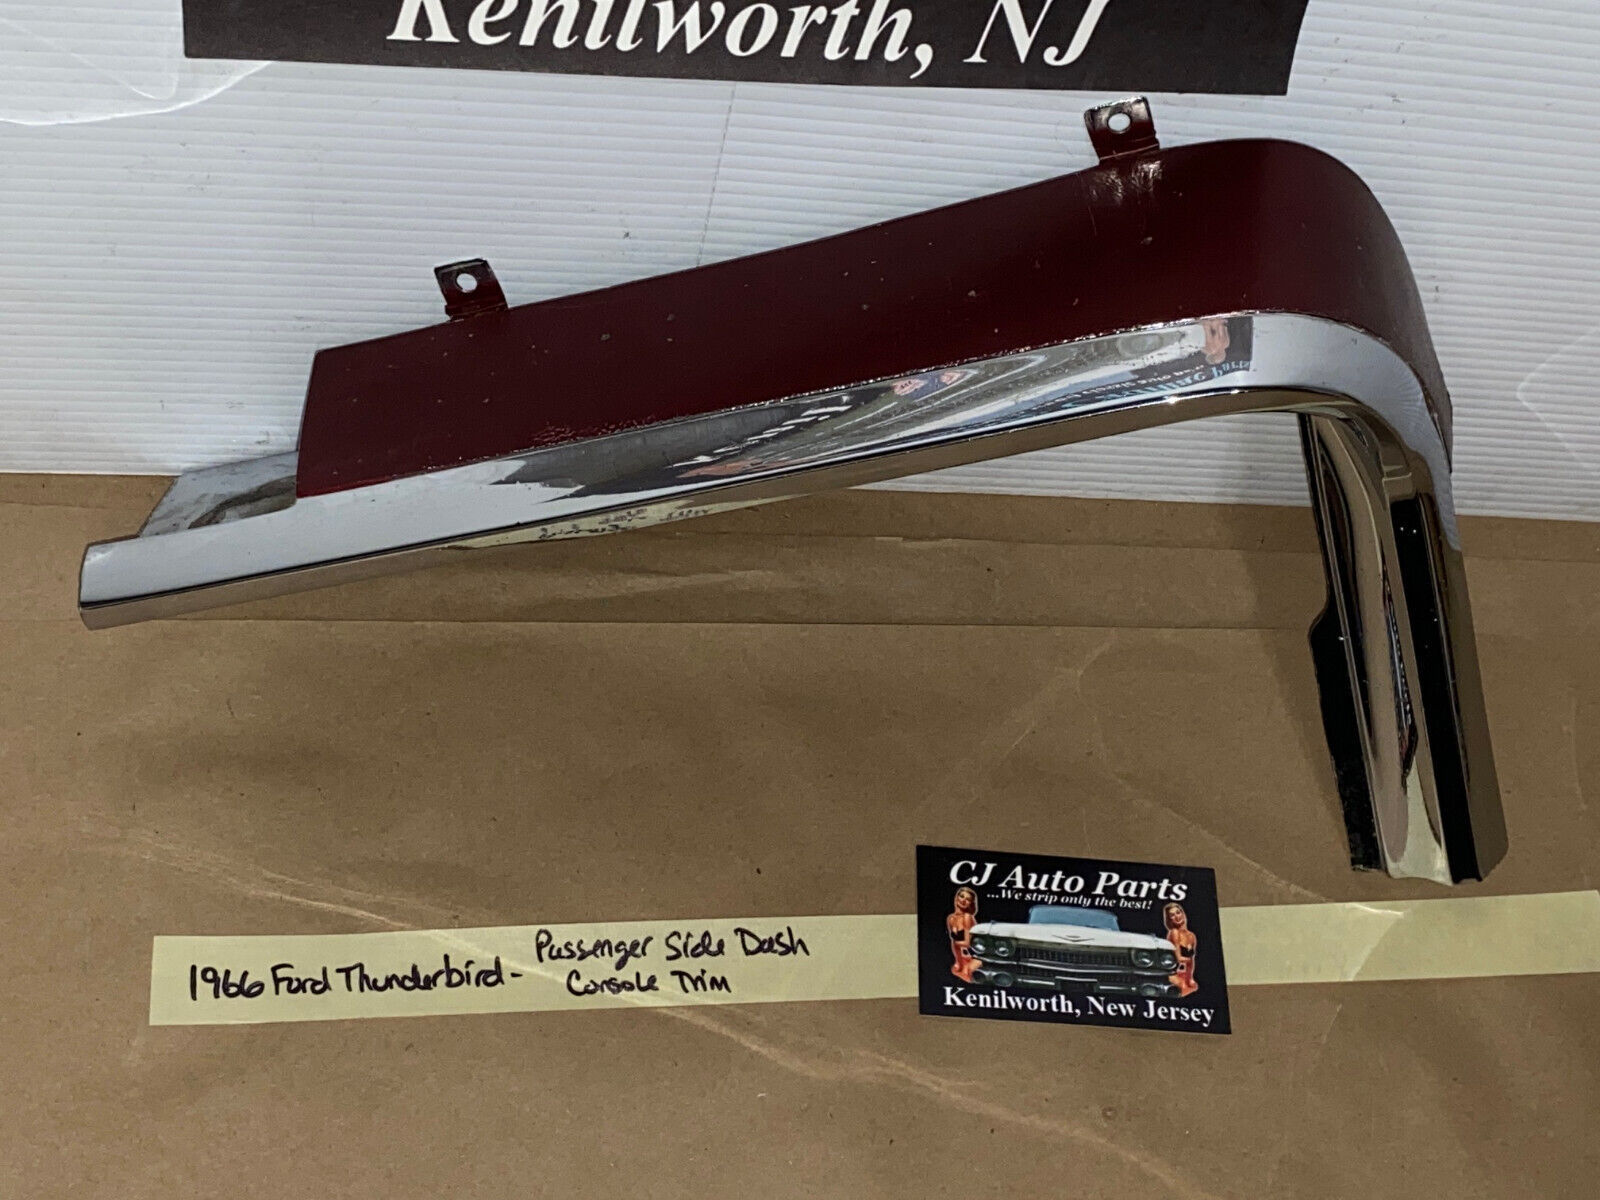 Kenilworth, NJ
1966 Ford Thunderbird - Passenger Side Dash
Console Trim
CJ Auto Parts
...We strip only the best!
Kenilworth, New Jersey